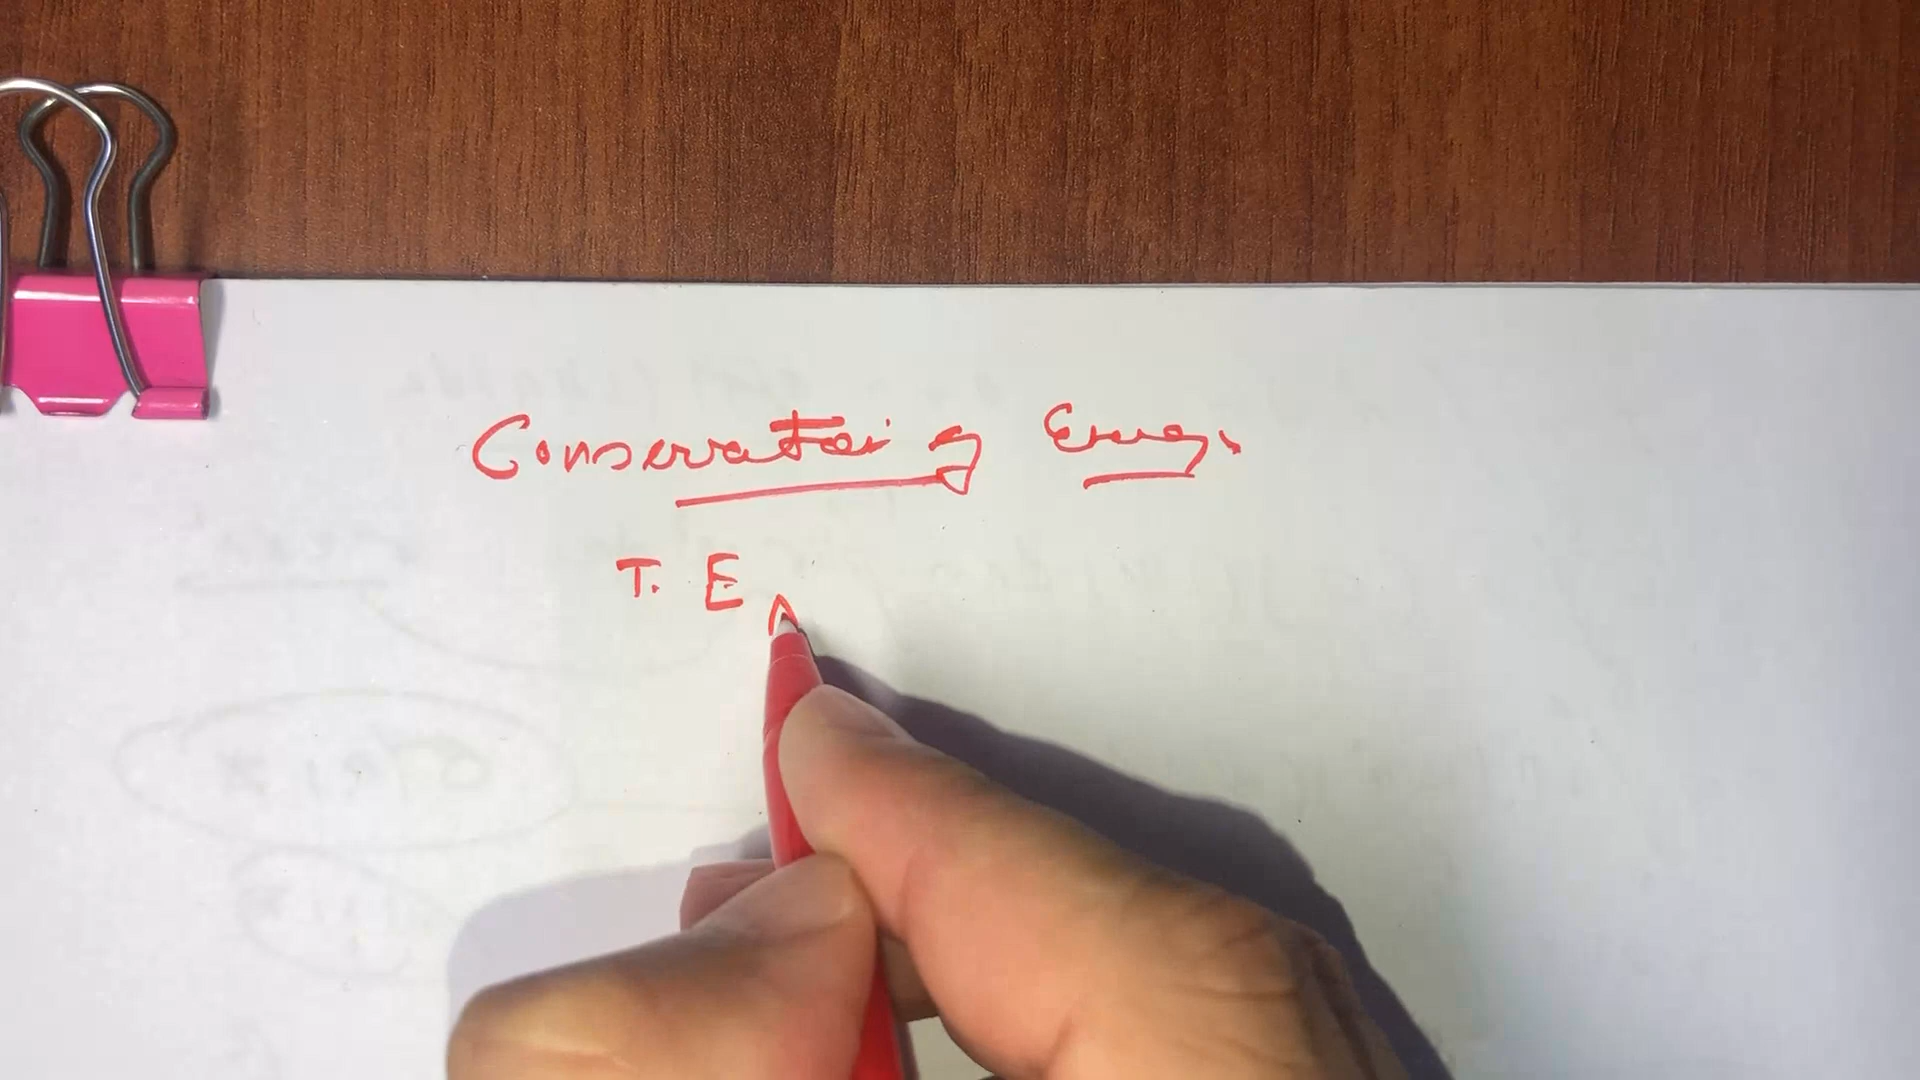 Conservation of Energy
T. E